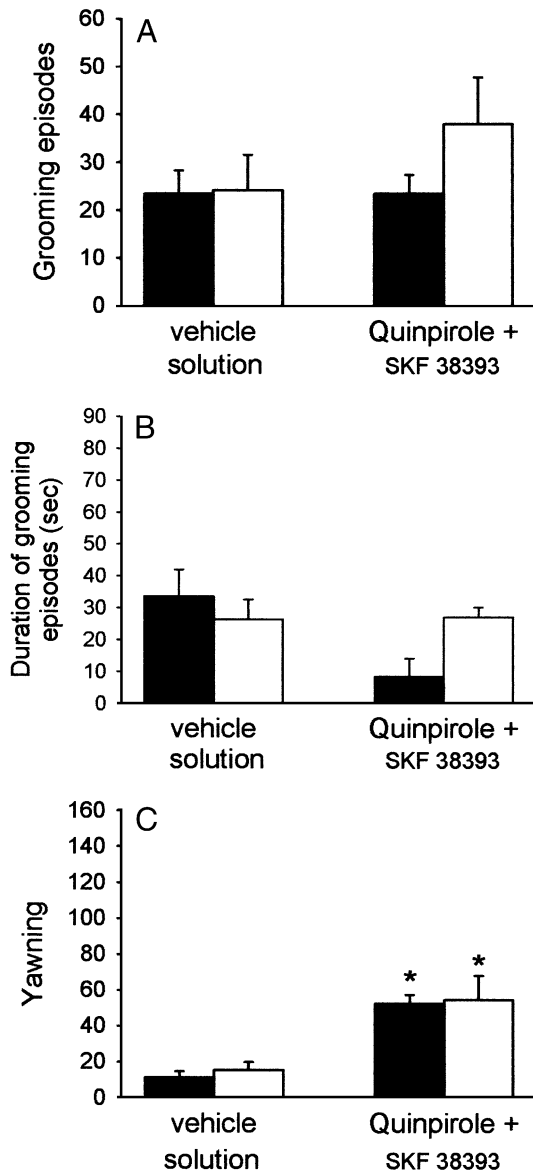 A
Grooming episodes
60
50
40
30
20
10
0
vehicle
solution
Quinpirole +
SKF 38393
B
Duration of grooming
episodes (sec)
90
80
70
60
50
40
30
20
10
0
vehicle
solution
Quinpirole +
SKF 38393
C
Yawning
160
140
120
100
80
60
40
20
0
* *
vehicle
solution
Quinpirole +
SKF 38393